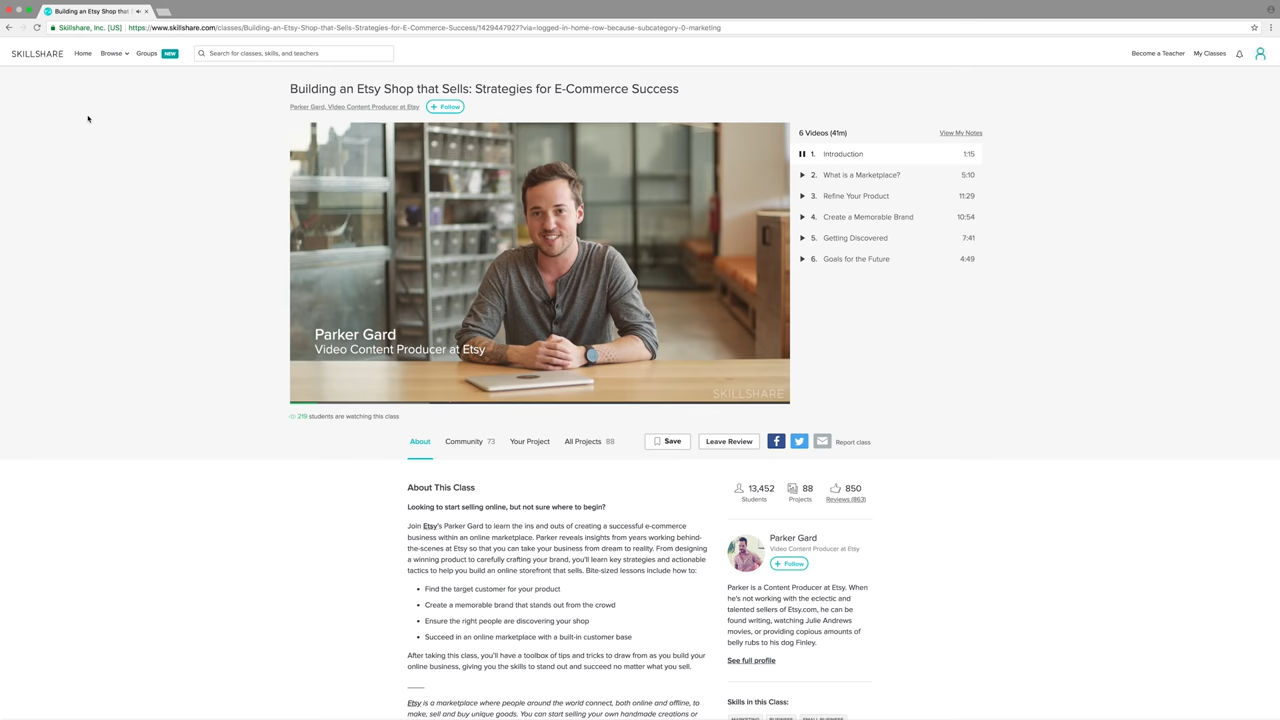 Building an Etsy Shop that
Skillshare, Inc. [US] https://www.skillshare.com/classes/Building-an-Etsy-Shop-that-Sells-Strategies-for-E-Commerce-Success/1429447927?via=logged-in-home-row-because-subcategory-0-marketing
SKILLSHARE Home Browse Groups NEW Search for classes, skills, and teachers Become a Teacher My Classes
Building an Etsy Shop that Sells: Strategies for E-Commerce Success
Parker Gard, Video Content Producer at Etsy + Follow
6 Videos (41m) View My Notes
1. Introduction 1:15
2. What is a Marketplace? 5:10
3. Refine Your Product 11:29
4. Create a Memorable Brand 10:54
5. Getting Discovered 7:41
6. Goals for the Future 4:49
Parker Gard
Video Content Producer at Etsy
SKILLSHARE
219 students are watching this class
About Community 73 Your Project All Projects 88 Save Leave Review Report class
About This Class
Looking to start selling online, but not sure where to begin?
Join Etsy's Parker Gard to learn the ins and outs of creating a successful e-commerce
business within an online marketplace. Parker reveals insights from years working behind-
the-scenes at Etsy so that you can take your business from dream to reality. From designing
a winning product to carefully crafting your brand, you'll learn key strategies and actionable
tactics to help you build an online storefront that sells. Bite-sized lessons include how to:
• Find the target customer for your product
• Create a memorable brand that stands out from the crowd
• Ensure the right people are discovering your shop
• Succeed in an online marketplace with a built-in customer base
After taking this class, you'll have a toolbox of tips and tricks to draw from as you build your
online business, giving you the skills to stand out and succeed no matter what you sell.
Etsy is a marketplace where people around the world connect, both online and offline, to
make, sell and buy unique goods. You can start selling your own handmade creations or
13,452 88 850
Students Projects Reviews (863)
Parker Gard
Video Content Producer at Etsy
+ Follow
Parker is a Content Producer at Etsy. When
he's not working with the eclectic and
talented sellers of Etsy.com, he can be
found writing, watching Julie Andrews
movies, or providing copious amounts of
belly rubs to his dog Finley.
See full profile
Skills in this Class:
MARKETING BUSINESS SMALL BUSINESS